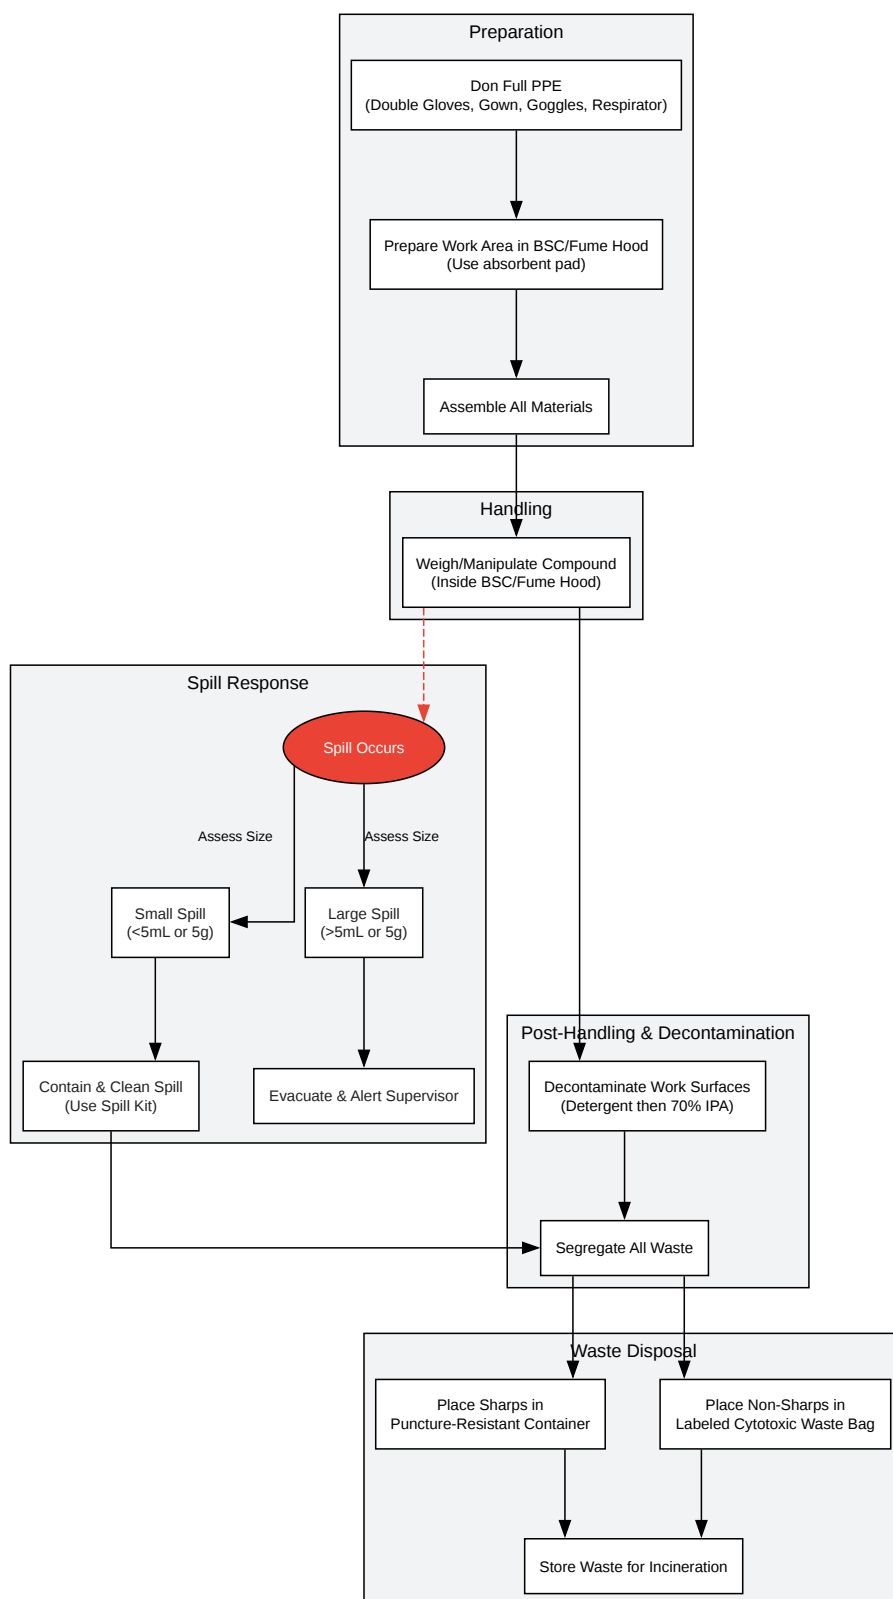 Preparation
Don Full PPE
(Double Gloves, Gown, Goggles, Respirator)
Prepare Work Area in BSC/Fume Hood
(Use absorbent pad)
Assemble All Materials
Handling
Weigh/Manipulate Compound
(Inside BSC/Fume Hood)
Spill Response
Spill Occurs
Assess Size
Assess Size
Small Spill
(<5mL or 5g)
Large Spill
(>5mL or 5g)
Contain & Clean Spill
(Use Spill Kit)
Evacuate & Alert Supervisor
Post-Handling & Decontamination
Decontaminate Work Surfaces
(Detergent then 70% IPA)
Segregate All Waste
Waste Disposal
Place Sharps in
Puncture-Resistant Container
Place Non-Sharps in
Labeled Cytotoxic Waste Bag
Store Waste for Incineration